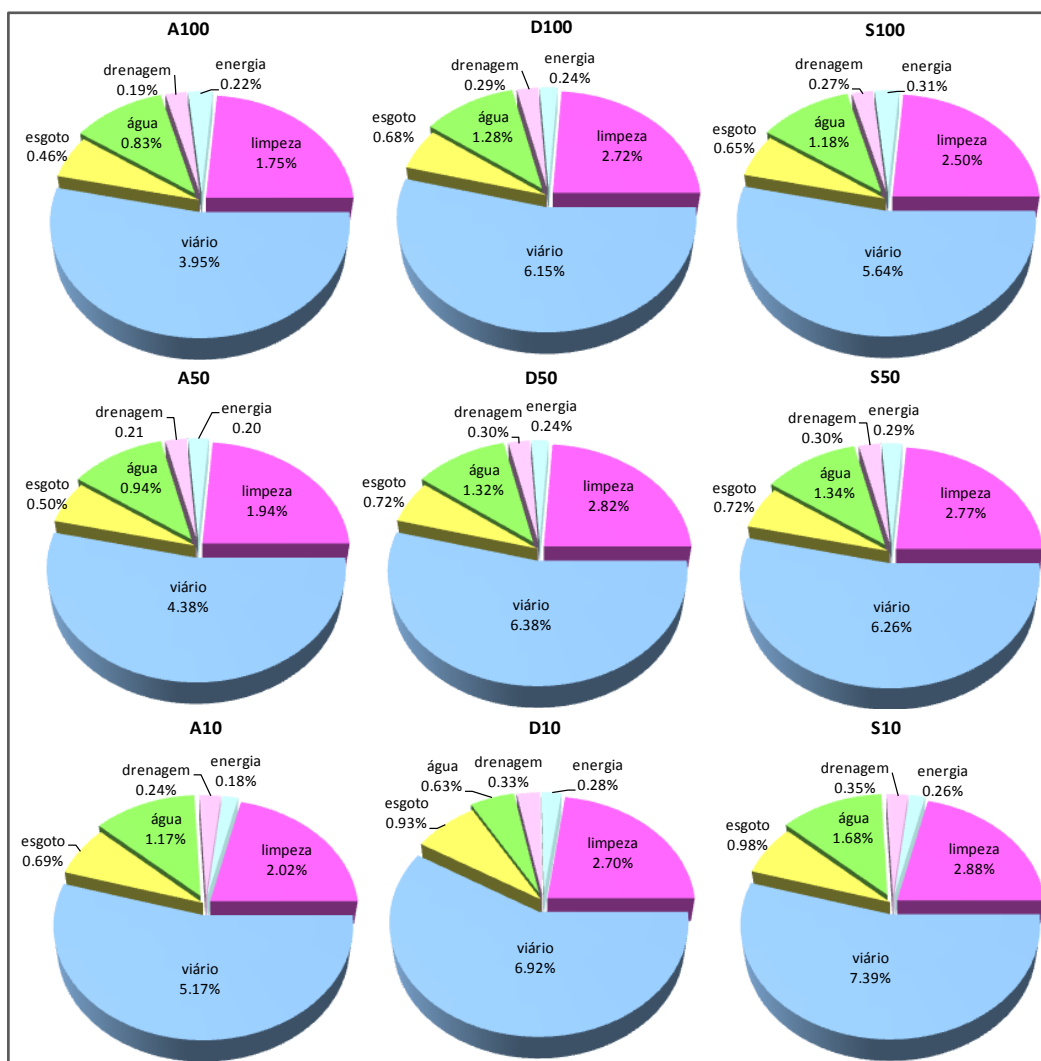 A100
drenagem
0.19%
energia
0.22%
esgoto
0.46%
água
0.83%
limpeza
1.75%
viário
3.95%
D100
drenagem
0.29%
energia
0.24%
esgoto
0.68%
água
1.28%
limpeza
2.72%
viário
6.15%
S100
drenagem
0.27%
energia
0.31%
esgoto
0.65%
água
1.18%
limpeza
2.50%
viário
5.64%
A50
drenagem
0.21
energia
0.20
esgoto
0.50%
água
0.94%
limpeza
1.94%
viário
4.38%
D50
drenagem
0.30%
energia
0.24%
esgoto
0.72%
água
1.32%
limpeza
2.82%
viário
6.38%
S50
drenagem
0.30%
energia
0.29%
esgoto
0.72%
água
1.34%
limpeza
2.77%
viário
6.26%
A10
drenagem
0.24%
energia
0.18%
esgoto
0.69%
água
1.17%
limpeza
2.02%
viário
5.17%
D10
água
0.63%
drenagem
0.33%
energia
0.28%
esgoto
0.93%
limpeza
2.70%
viário
6.92%
S10
drenagem
0.35%
energia
0.26%
esgoto
0.98%
água
1.68%
limpeza
2.88%
viário
7.39%